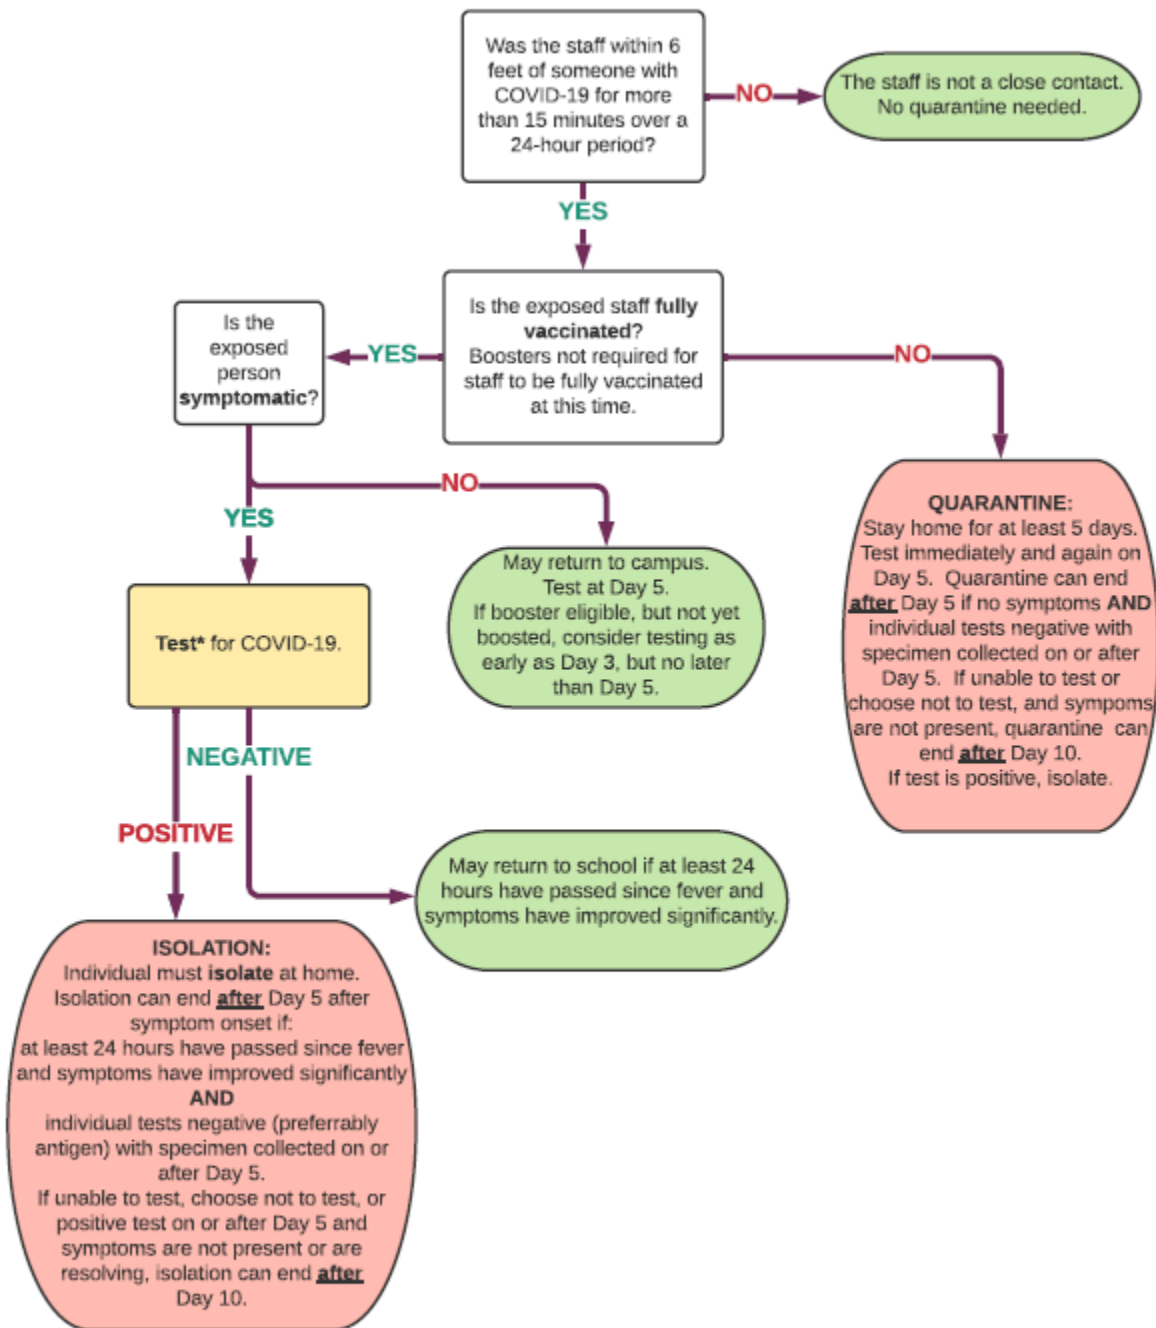 Was the staff within 6
feet of someone with
COVID-19 for more
than 15 minutes over a
24-hour period?
NO
The staff is not a close contact.
No quarantine needed.
YES
Is the exposed staff fully
vaccinated?
Boosters not required for
staff to be fully vaccinated
at this time.
YES
Is the
exposed
person
symptomatic?
NO
QUARANTINE:
Stay home for at least 5 days.
Test immediately and again on
Day 5. Quarantine can end
after Day 5 if no symptoms AND
individual tests negative with
specimen collected on or after
Day 5. If unable to test or
choose not to test, and sympoms
are not present, quarantine can
end after Day 10.
If test is positive, isolate.
NO
May return to campus.
Test at Day 5.
If booster eligible, but not yet
boosted, consider testing as
early as Day 3, but no later
than Day 5.
YES
Test* for COVID-19.
NEGATIVE
May return to school if at least 24
hours have passed since fever and
symptoms have improved significantly.
POSITIVE
ISOLATION:
Individual must isolate at home.
Isolation can end after Day 5 after
symptom onset if:
at least 24 hours have passed since fever
and symptoms have improved significantly
AND
individual tests negative (preferrably
antigen) with specimen collected on or
after Day 5.
If unable to test, choose not to test, or
positive test on or after Day 5 and
symptoms are not present or are
resolving, isolation can end after
Day 10.